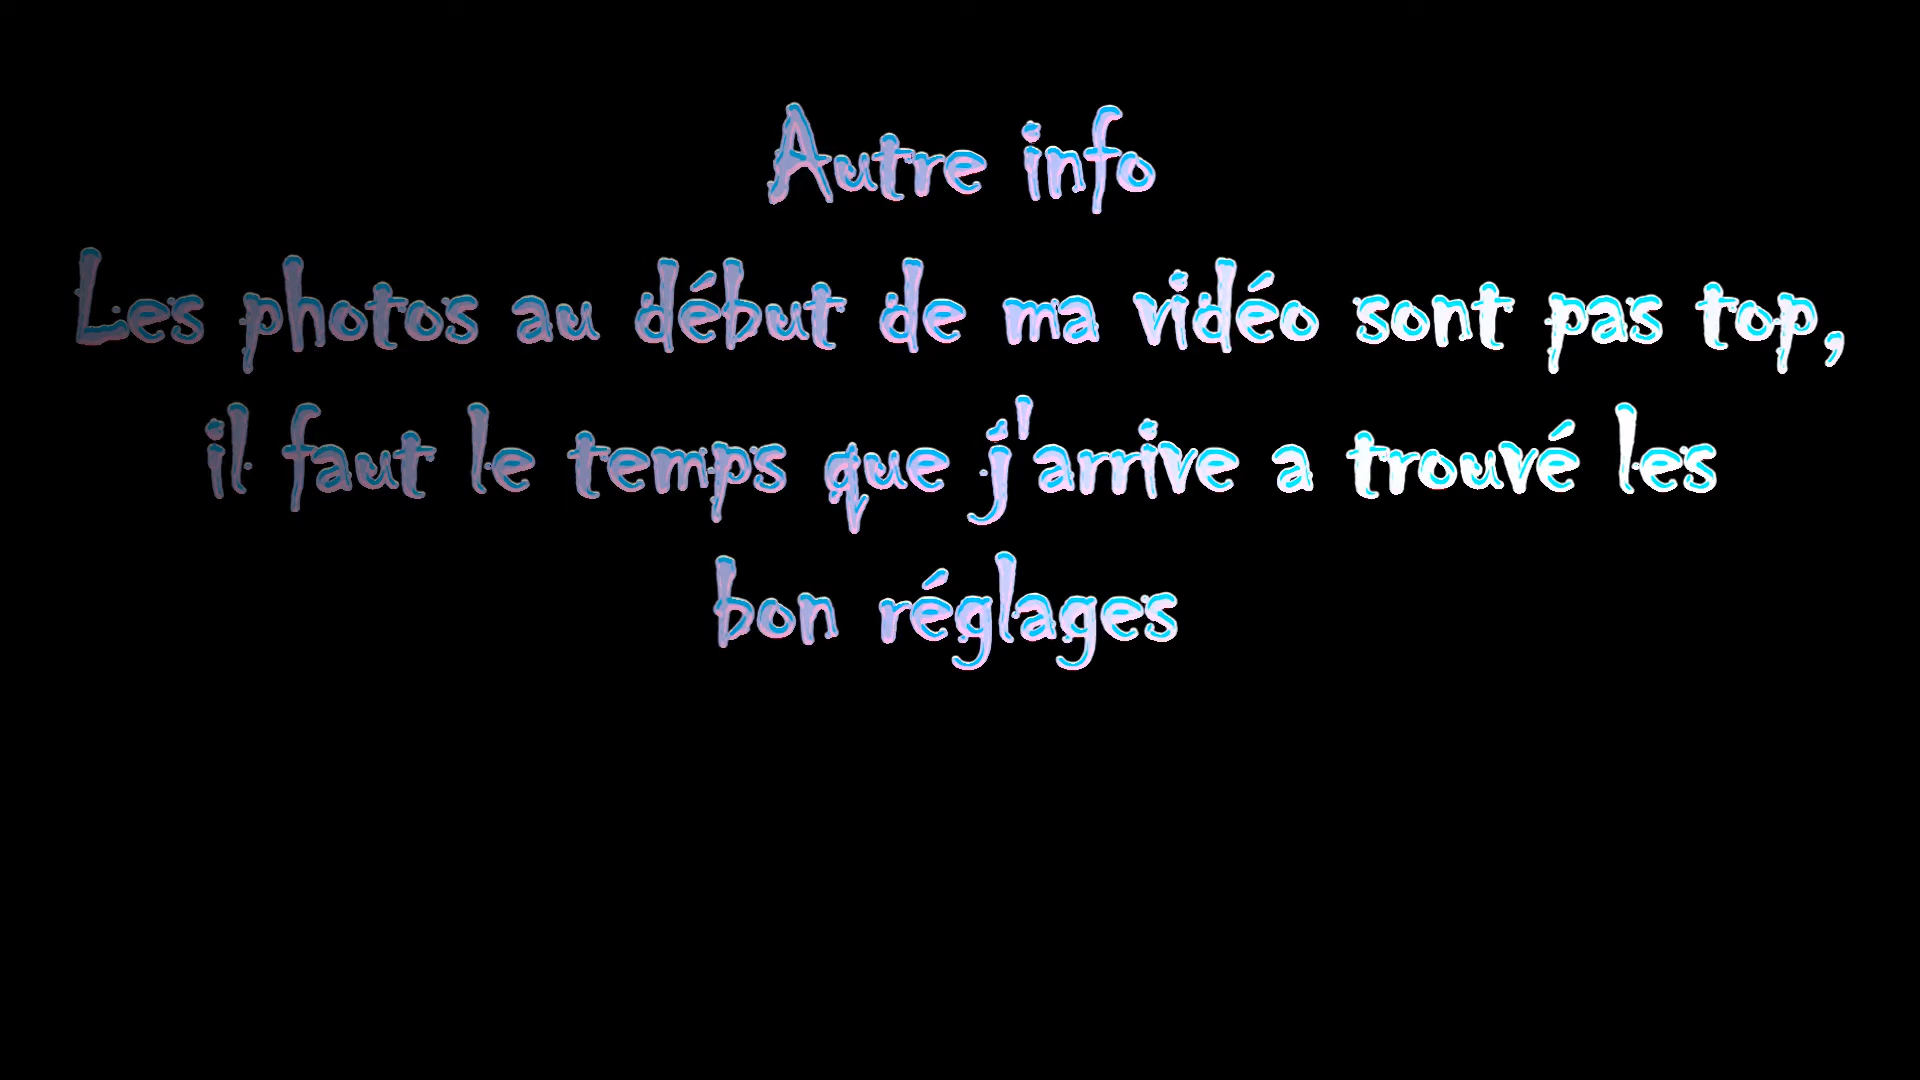 Autre info
Les photos au début de ma vidéo sont pas top,
il faut le temps que j'arrive a trouvé les
bon réglages